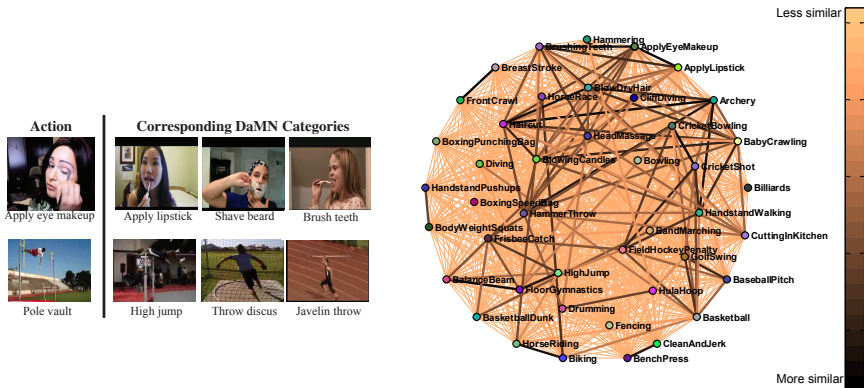 Action
Corresponding DaMN Categories
Apply eye makeup
Apply lipstick
Shave beard
Brush teeth
Pole vault
High jump
Throw discus
Javelin throw
Less similar
Hammering
BrushingTeeth
ApplyEyeMakeup
BreastStroke
ApplyLipstick
BlowDryHair
FrontCrawl
HorseRace
CliffDiving
Archery
Haircut
CricketBowling
BoxingPunchingBag
HeadMassage
BabyCrawling
Diving
BlowingCandles
Bowling
CricketShot
HandstandPushups
Billiards
BoxingSpeedBag
HammerThrow
HandstandWalking
BodyWeightSquats
BandMarching
CuttingInKitchen
FrisbeeCatch
FieldHockeyPenalty
GolfSwing
BalanceBeam
HighJump
BaseballPitch
FloorGymnastics
HulaHoop
BasketballDunk
Drumming
Basketball
Fencing
HorseRiding
CleanAndJerk
Biking
BenchPress
More similar